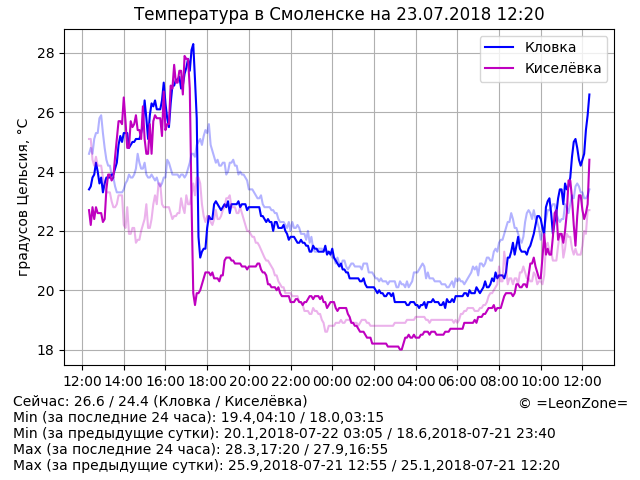 Температура в Смоленске на 23.07.2018 12:20
Кловка
Киселёвка
градусов Цельсия, °C
28
26
24
22
20
18
12:00 14:00 16:00 18:00 20:00 22:00 00:00 02:00 04:00 06:00 08:00 10:00 12:00
Сейчас: 26.6 / 24.4 (Кловка / Киселёвка)
© =LeonZone=
Min (за последние 24 часа): 19.4,04:10 / 18.0,03:15
Min (за предыдущие сутки): 20.1,2018-07-22 03:05 / 18.6,2018-07-21 23:40
Max (за последние 24 часа): 28.3,17:20 / 27.9,16:55
Max (за предыдущие сутки): 25.9,2018-07-21 12:55 / 25.1,2018-07-21 12:20